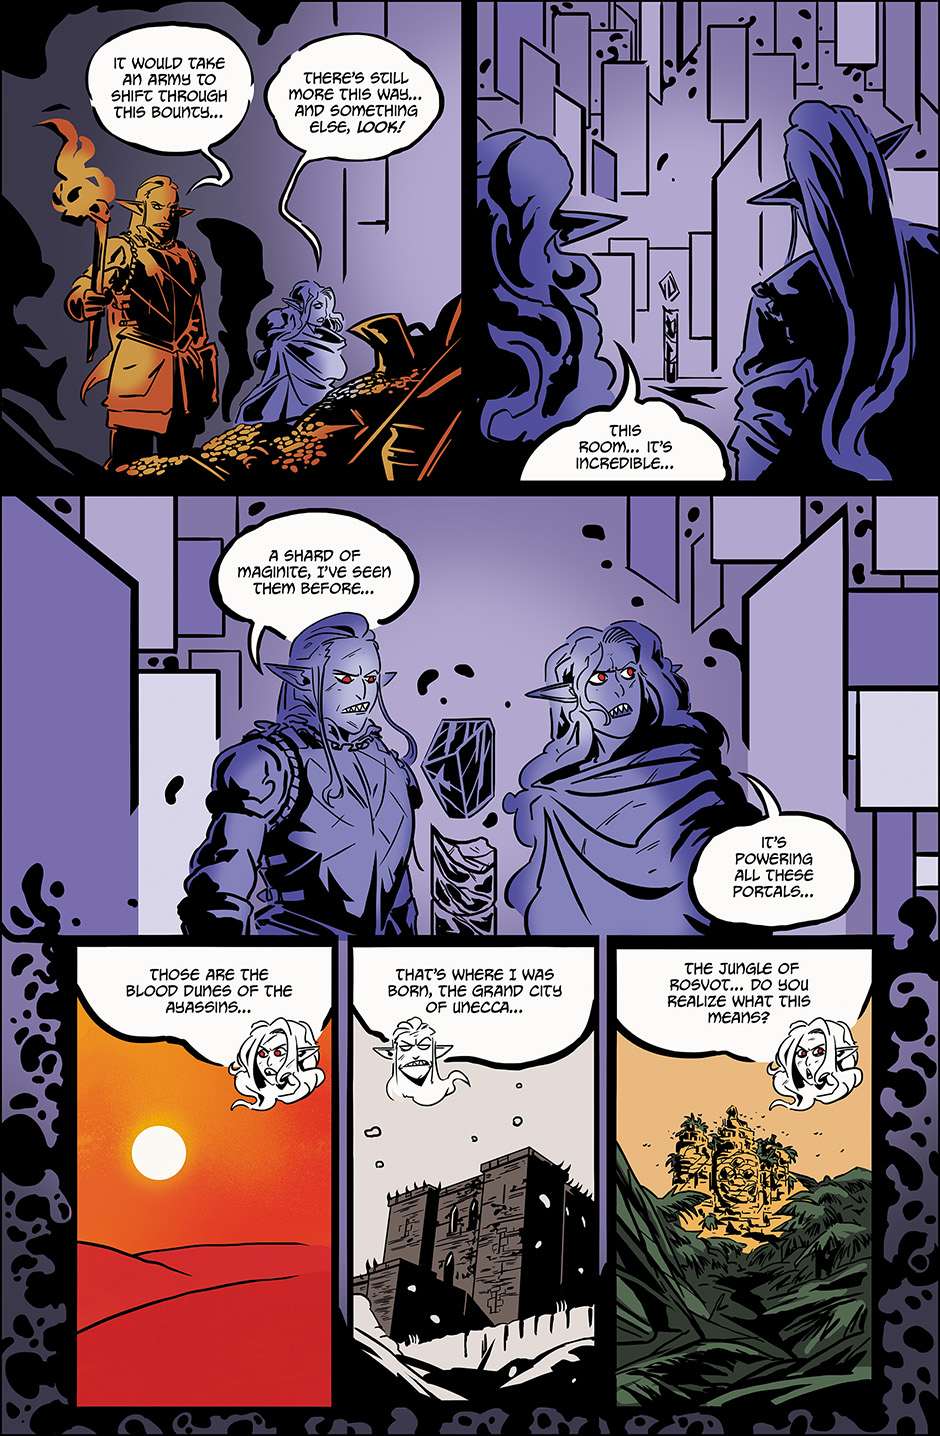 IT WOULD TAKE
AN ARMY TO
SHIFT THROUGH
THIS BOUNTY...
THERE'S STILL
MORE THIS WAY...
AND SOMETHING
ELSE, LOOK!
THIS
ROOM... IT'S
INCREDIBLE...
A SHARD OF
MAGINITE, I'VE SEEN
THEM BEFORE...
IT'S
POWERING
ALL THESE
PORTALS...
THOSE ARE THE
BLOOD DUNES OF THE
AYASSINS...
THAT'S WHERE I WAS
BORN, THE GRAND CITY
OF UNECCA...
THE JUNGLE OF
ROSVOT... DO YOU
REALIZE WHAT THIS
MEANS?